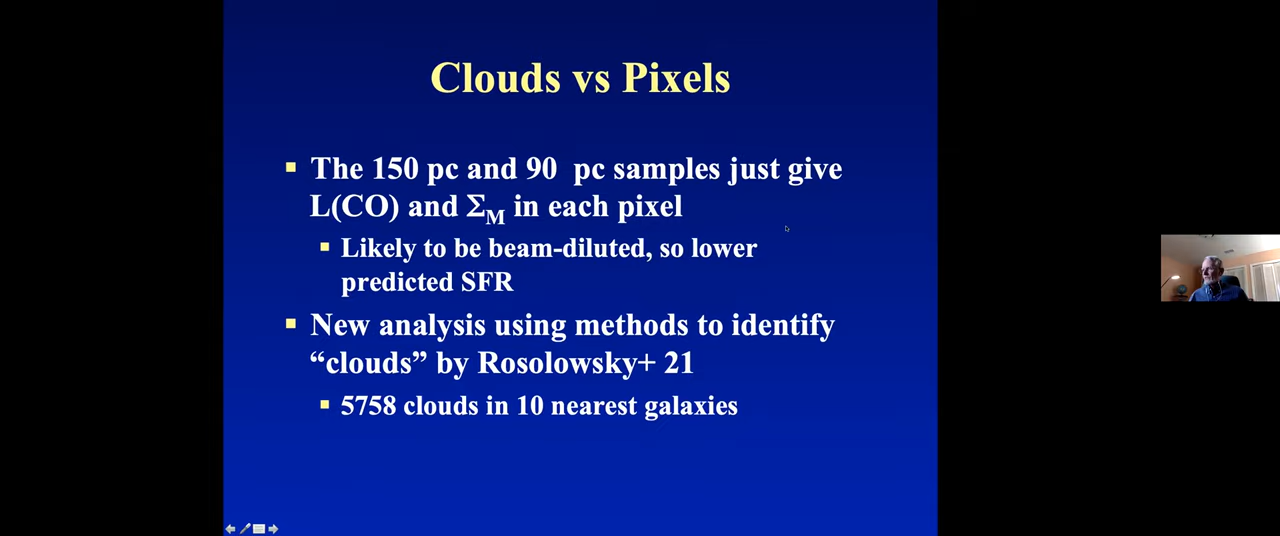 Clouds vs Pixels
▪ The 150 pc and 90 pc samples just give
L(CO) and Σ_M in each pixel
▪ Likely to be beam-diluted, so lower
predicted SFR
▪ New analysis using methods to identify
“clouds” by Rosolowsky+ 21
▪ 5758 clouds in 10 nearest galaxies